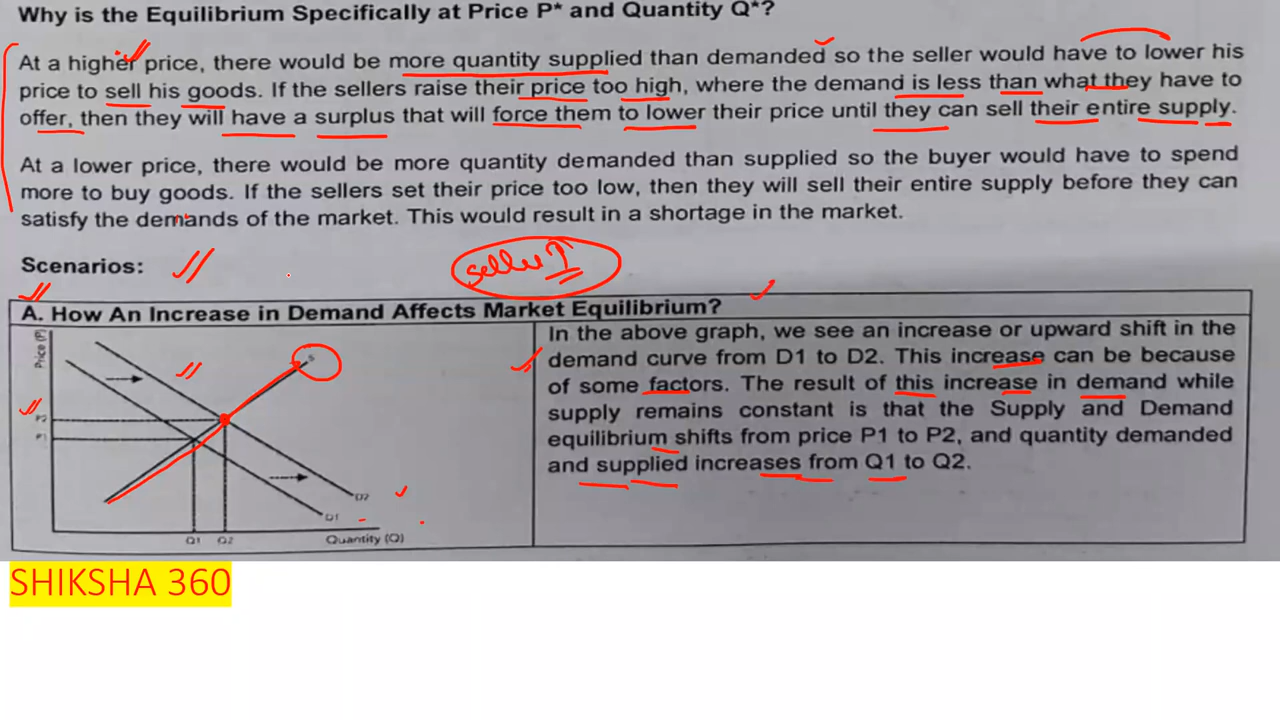 Why is the Equilibrium Specifically at Price P* and Quantity Q*?
At a higher price, there would be more quantity supplied than demanded so the seller would have to lower his
price to sell his goods. If the sellers raise their price too high, where the demand is less than what they have to
offer, then they will have a surplus that will force them to lower their price until they can sell their entire supply.
At a lower price, there would be more quantity demanded than supplied so the buyer would have to spend
more to buy goods. If the sellers set their price too low, then they will sell their entire supply before they can
satisfy the demands of the market. This would result in a shortage in the market.
Scenarios:
A. How An Increase in Demand Affects Market Equilibrium?
Price (P)
S
P2
P1
D2
D1
Q1 Q2
Quantity (Q)
In the above graph, we see an increase or upward shift in the
demand curve from D1 to D2. This increase can be because
of some factors. The result of this increase in demand while
supply remains constant is that the Supply and Demand
equilibrium shifts from price P1 to P2, and quantity demanded
and supplied increases from Q1 to Q2.
SHIKSHA 360